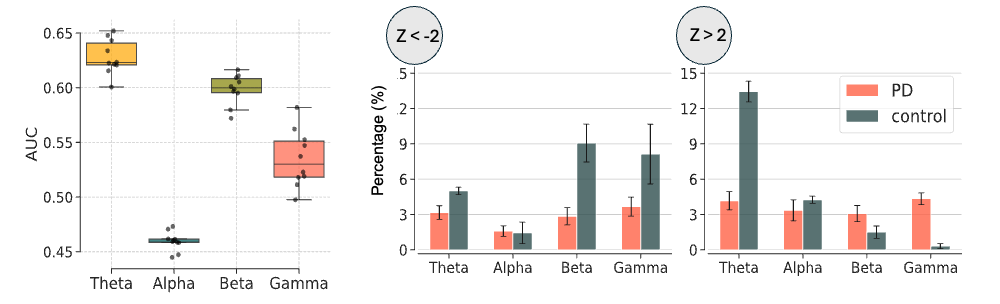 AUC
0.65
0.60
0.55
0.50
0.45
Theta Alpha Beta Gamma
Z < -2
Percentage (%)
5
2
9
6
3
0
Theta Alpha Beta Gamma
Z > 2
15
12
9
6
3
0
PD
control
Theta Alpha Beta Gamma